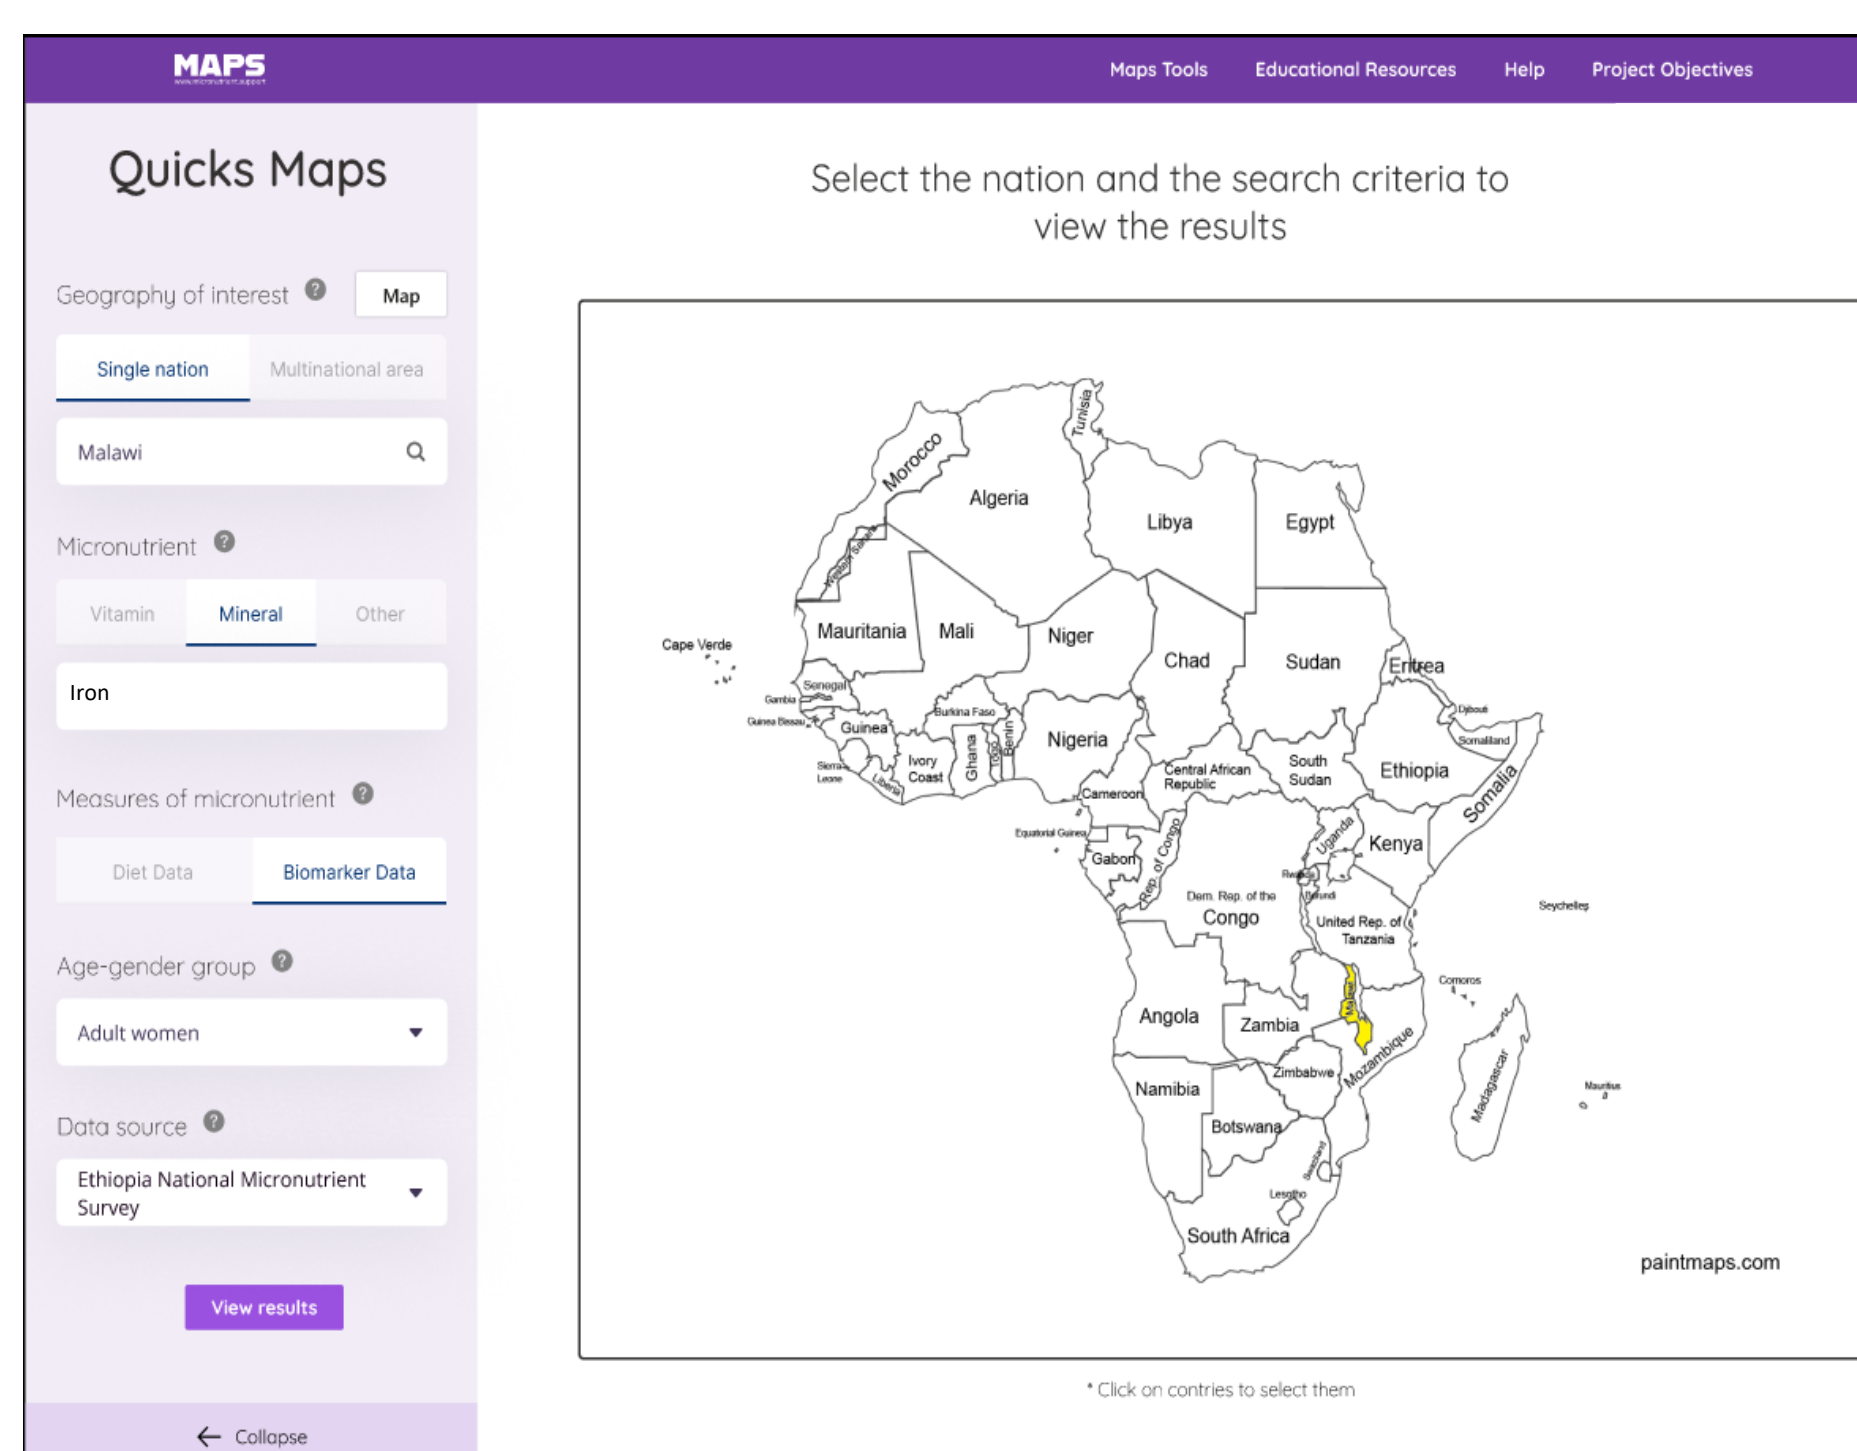 MAPS
www.micronutrient.support
Maps Tools
Educational Resources
Help
Project Objectives
Quicks Maps
Geography of interest ?
Map
Single nation
Multinational area
Malawi
Micronutrient ?
Vitamin
Mineral
Other
Iron
Measures of micronutrient ?
Diet Data
Biomarker Data
Age-gender group ?
Adult women
Data source ?
Ethiopia National Micronutrient
Survey
View results
Collapse
Select the nation and the search criteria to
view the results
Tunisia
Morocco
Algeria
Libya
Egypt
Western Sahara
Mauritania
Mali
Niger
Cape Verde
Chad
Sudan
Eritrea
Senegal
Gambia
Guinea Bissau
Burkina Faso
Djibouti
Guinea
Benin
Togo
Ghana
Nigeria
Somaliland
Ivory
Coast
Sierra
Leone
Liberia
Central African
Republic
South
Sudan
Ethiopia
Somalia
Cameroon
Equatorial Guinea
Gabon
Rep. of Congo
Uganda
Kenya
Rwanda
Burundi
Dem. Rep. of the
Congo
Seychelles
United Rep. of
Tanzania
Comoros
Malawi
Angola
Zambia
Mozambique
Zimbabwe
Madagascar
Mauritius
Namibia
Botswana
Swaziland
Lesotho
South Africa
paintmaps.com
* Click on contries to select them